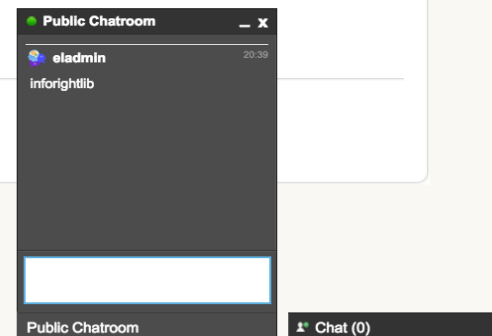 Public Chatroom
eladmin 20:39
inforightlib
Public Chatroom
Chat (0)